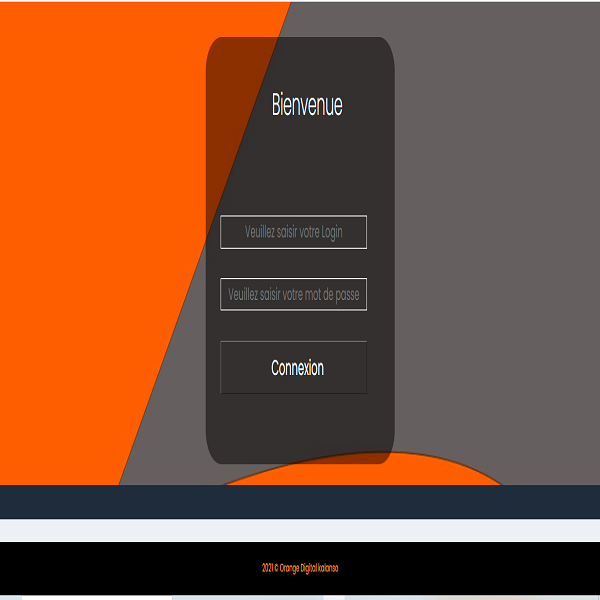 Bienvenue
Veuillez saisir votre Login
Veuillez saisir votre mot de passe
Connexion
2021 © Orange Digital kalanso